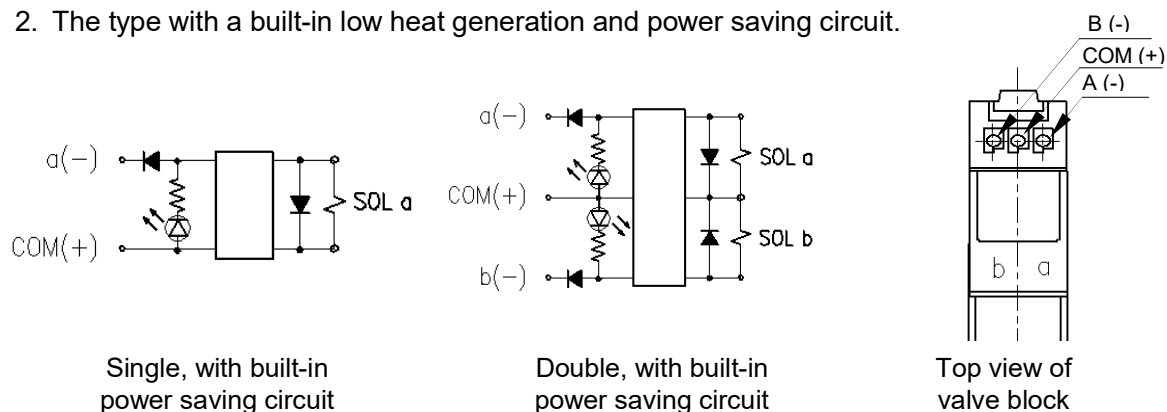 2. The type with a built-in low heat generation and power saving circuit.
B (-)
COM (+)
A (-)
a(-)
COM(+)
SOL a
a(-)
COM(+)
b(-)
SOL a
SOL b
b a
Single, with built-in
power saving circuit
Double, with built-in
power saving circuit
Top view of
valve block